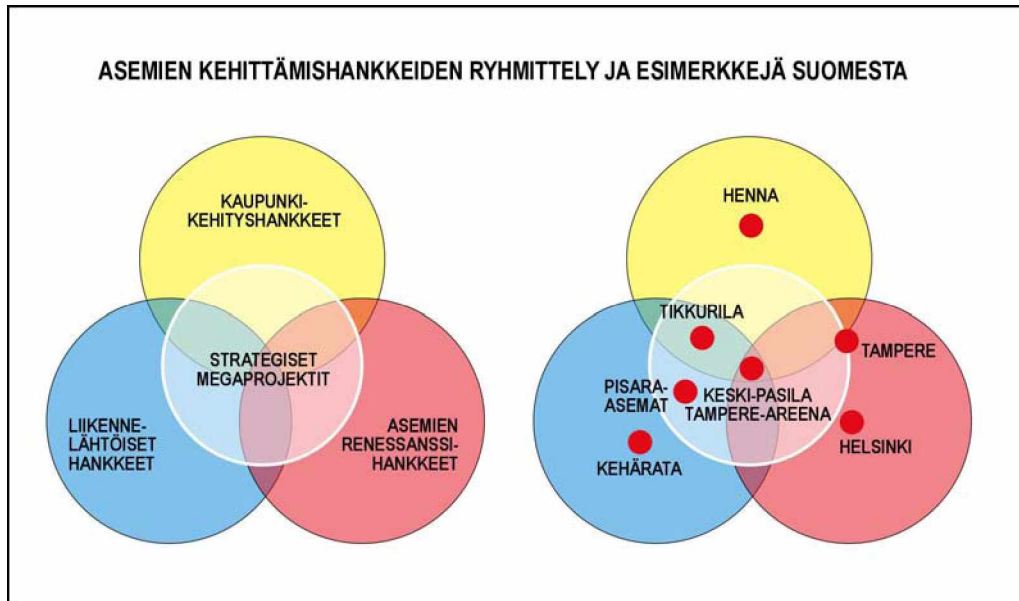 ASEMIEN KEHITTÄMISHANKKEIDEN RYHMITTELY JA ESIMERKKEJÄ SUOMESTA
KAUPUNKI-
KEHITYSHANKKEET
STRATEGISET
MEGAPROJEKTIT
LIIKENNE-
LÄHTÖISET
HANKKEET
ASEMIEN
RENESSANSSI-
HANKKEET
HENNA
TIKKURILA
TAMPERE
PISARA-
ASEMAT
KESKI-PASILA
TAMPERE-AREENA
HELSINKI
KEHÄRATA